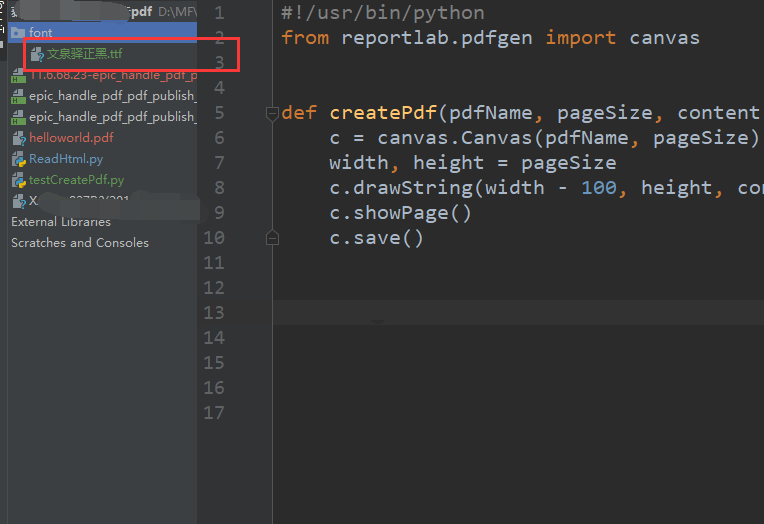 pdf D:\MF
font
文泉驿正黑.ttf
11.6.68.23-epic_handle_pdf_p
epic_handle_pdf_pdf_publish_
epic_handle_pdf_pdf_publish_
helloworld.pdf
ReadHtml.py
testCreatePdf.py
X
External Libraries
Scratches and Consoles
1 #!/usr/bin/python
2 from reportlab.pdfgen import canvas
3
4
5 def createPdf(pdfName, pageSize, content
6 c = canvas.Canvas(pdfName, pageSize)
7 width, height = pageSize
8 c.drawString(width - 100, height, con
9 c.showPage()
10 c.save()
11
12
13
14
15
16
17